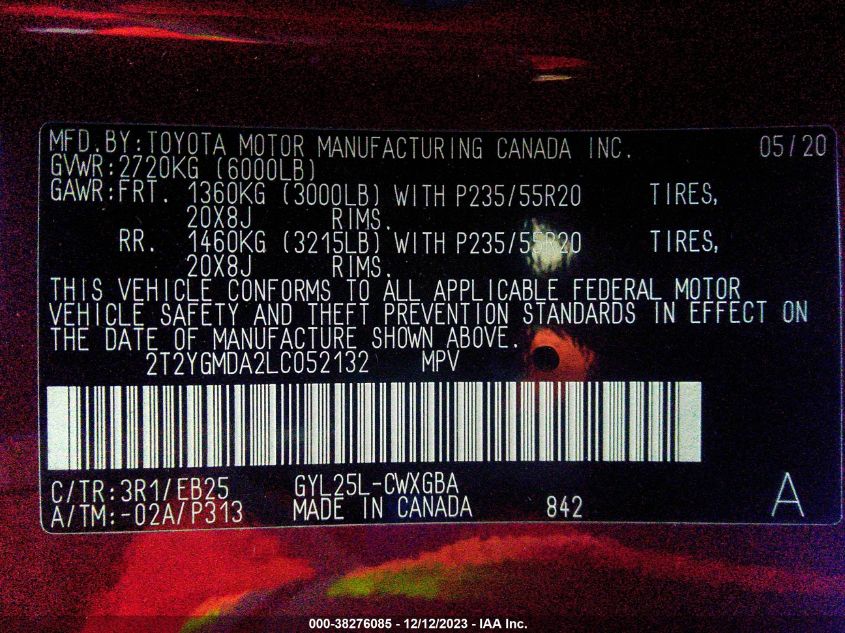 MFD.BY:TOYOTA MOTOR MANUFACTURING CANADA INC. 05/20
GVWR:2720KG (6000LB)
GAWR:FRT. 1360KG (3000LB) WITH P235/55R20 TIRES,
20X8J RIMS.
RR. 1460KG (3215LB) WITH P235/55R20 TIRES,
20X8J RIMS.
THIS VEHICLE CONFORMS TO ALL APPLICABLE FEDERAL MOTOR
VEHICLE SAFETY AND THEFT PREVENTION STANDARDS IN EFFECT ON
THE DATE OF MANUFACTURE SHOWN ABOVE.
2T2YGMDA2LC052132 MPV
C/TR:3R1/EB25 GYL25L-CWXGBA
A/TM:-02A/P313 MADE IN CANADA 842 A
000-38276085 - 12/12/2023 - IAA Inc.